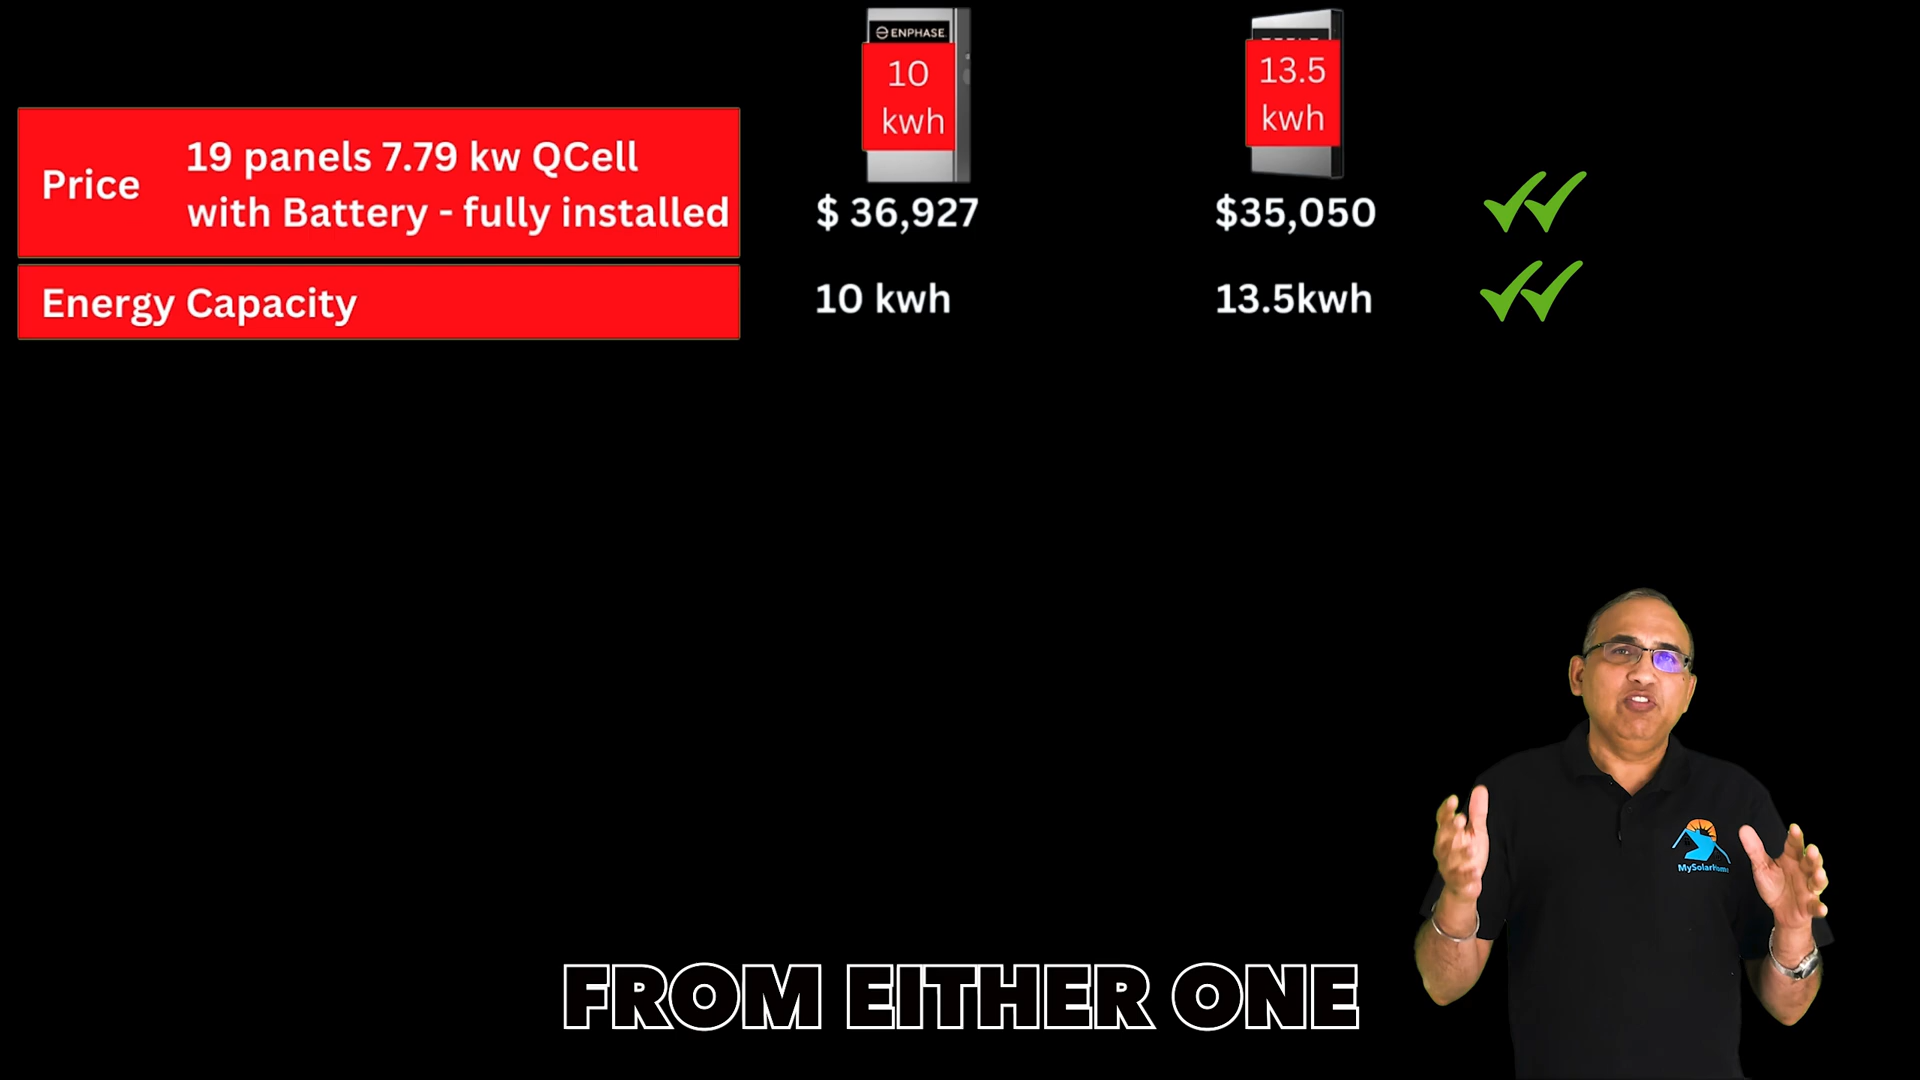 ENPHASE
10
kwh
13.5
kwh
Price
19 panels 7.79 kw QCell
with Battery - fully installed
$ 36,927
$35,050
Energy Capacity
10 kwh
13.5kwh
MySolarHome
FROM EITHER ONE